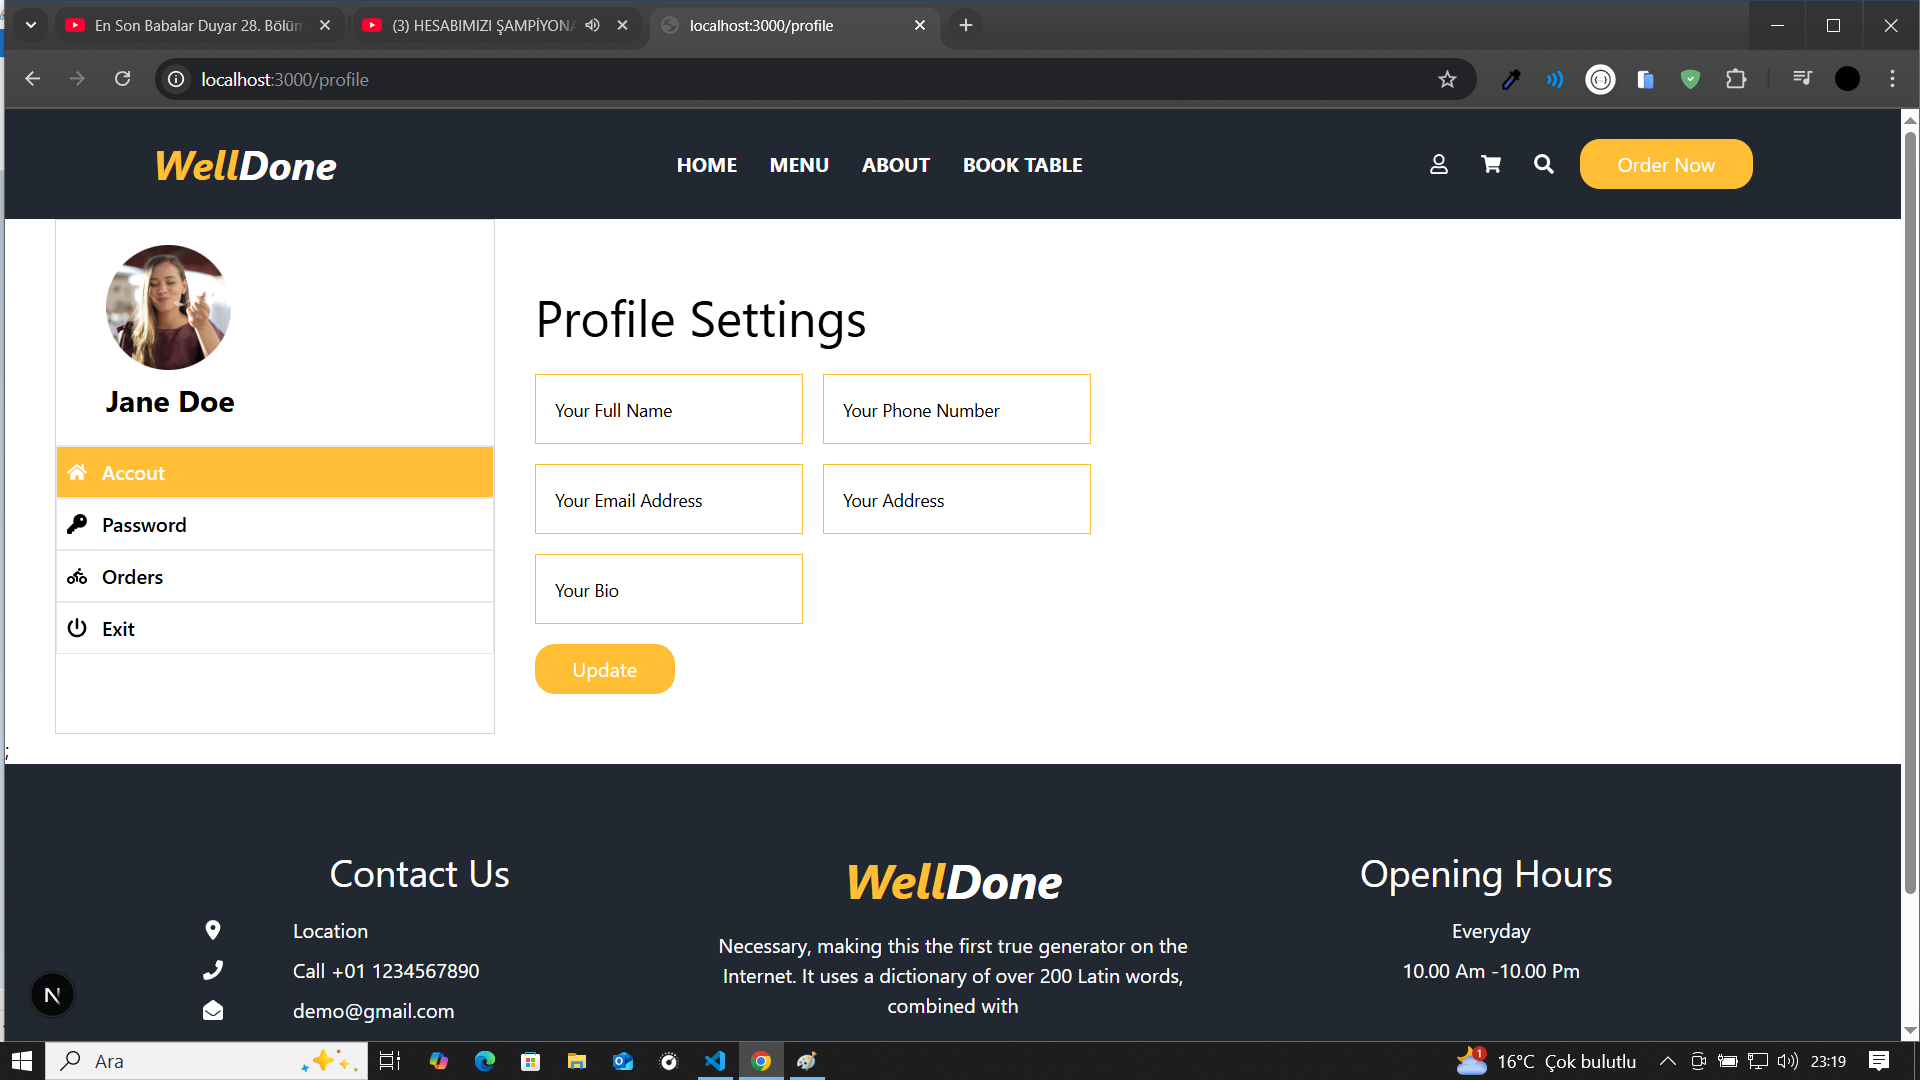 En Son Babalar Duyar 28. Bölüm
(3) HESABIMIZI ŞAMPİYONA
localhost:3000/profile
localhost:3000/profile
WellDone
HOME MENU ABOUT BOOK TABLE
Order Now
Jane Doe
Accout
Password
Orders
Exit
Profile Settings
Your Full Name
Your Phone Number
Your Email Address
Your Address
Your Bio
Update
;
Contact Us
Location
Call +01 1234567890
demo@gmail.com
WellDone
Necessary, making this the first true generator on the
Internet. It uses a dictionary of over 200 Latin words,
combined with
Opening Hours
Everyday
10.00 Am -10.00 Pm
N
Ara
1
16°C Çok bulutlu
23:19